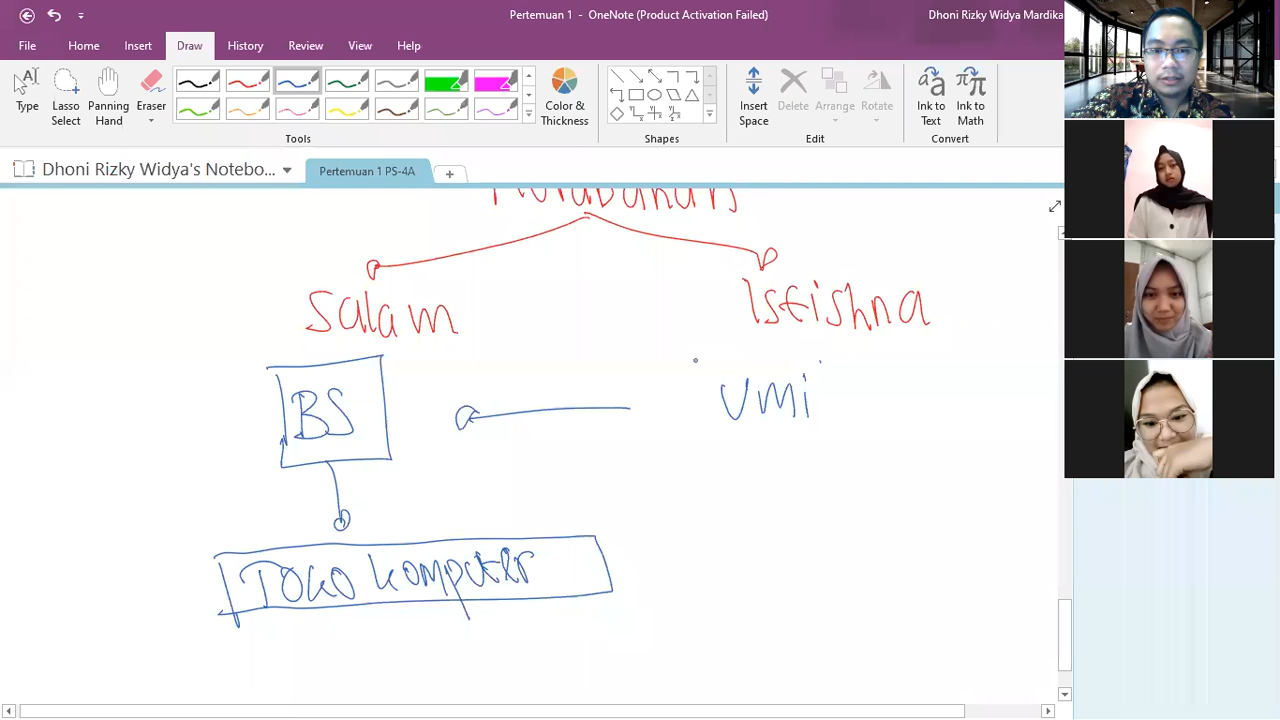 Pertemuan 1 - OneNote (Product Activation Failed)
Dhoni Rizky Widya Mardika
File Home Insert Draw History Review View Help
Type
Lasso Select
Panning Hand
Eraser
Color & Thickness
Insert Space
Delete
Arrange
Rotate
Ink to Text
Ink to Math
Tools
Shapes
Edit
Convert
Dhoni Rizky Widya's Notebo...
Pertemuan 1 PS-4A
Salam
Istishna
BS
UMI
Toko komputer